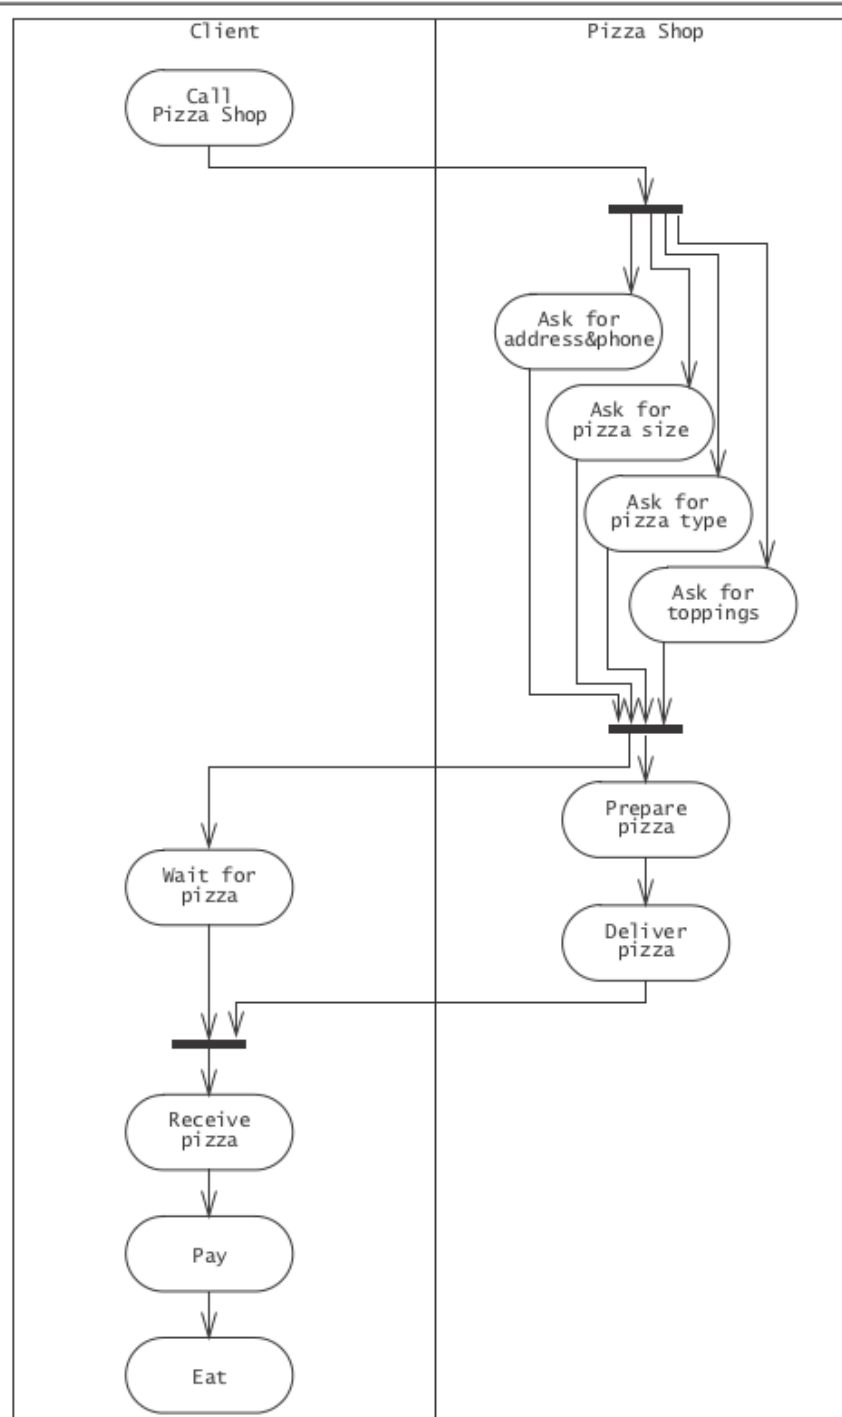 Client
Pizza Shop
Call
Pizza Shop
Ask for
address&phone
Ask for
pizza size
Ask for
pizza type
Ask for
toppings
Prepare
pizza
Wait for
pizza
Deliver
pizza
Receive
pizza
Pay
Eat